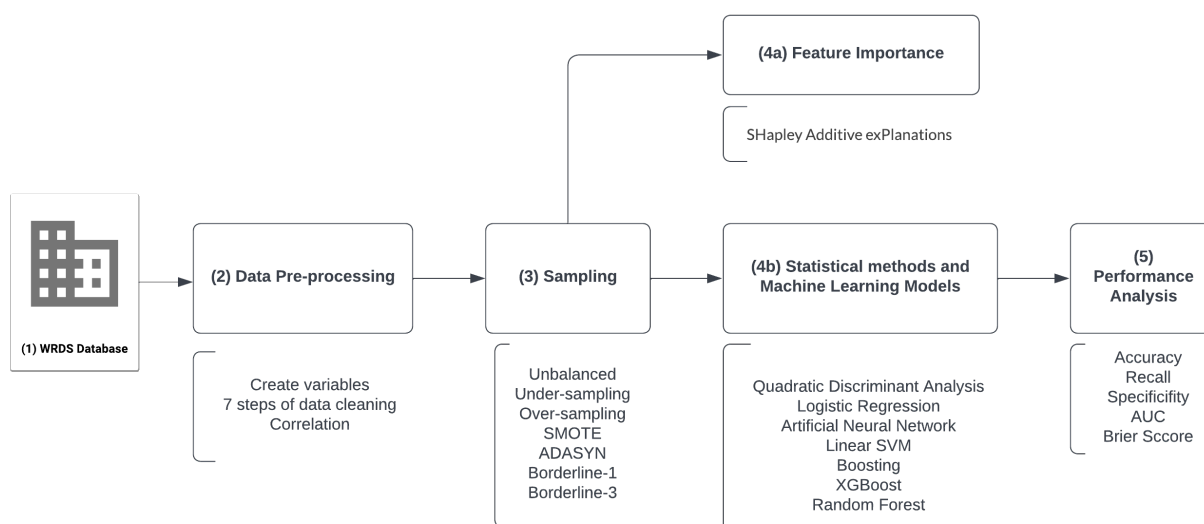 (4a) Feature Importance
SHapley Additive exPlanations
(1) WRDS Database
(2) Data Pre-processing
Create variables
7 steps of data cleaning
Correlation
(3) Sampling
Unbalanced
Under-sampling
Over-sampling
SMOTE
ADASYN
Borderline-1
Borderline-3
(4b) Statistical methods and
Machine Learning Models
Quadratic Discriminant Analysis
Logistic Regression
Artificial Neural Network
Linear SVM
Boosting
XGBoost
Random Forest
(5)
Performance
Analysis
Accuracy
Recall
Specificifity
AUC
Brier Sccore